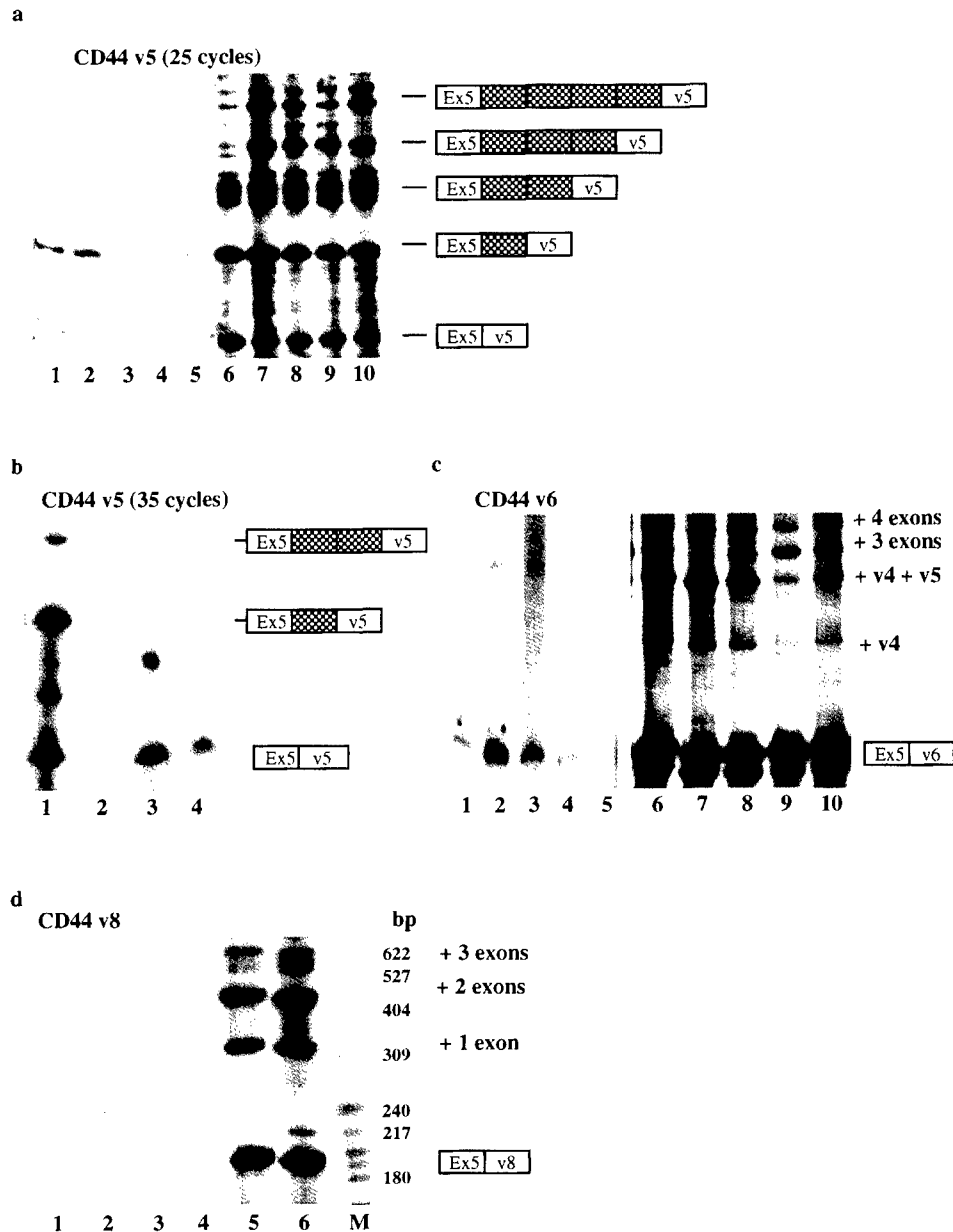 a
CD44 v5 (25 cycles)
Ex5 v5
Ex5 v5
Ex5 v5
Ex5 v5
Ex5 v5
1 2 3 4 5 6 7 8 9 10
b
CD44 v5 (35 cycles)
Ex5 v5
Ex5 v5
Ex5 v5
1 2 3 4
c
CD44 v6
+ 4 exons
+ 3 exons
+ v4 + v5
+ v4
Ex5 v6
1 2 3 4 5 6 7 8 9 10
d
CD44 v8
bp
622 + 3 exons
527
+ 2 exons
404
+ 1 exon
309
240
217
Ex5 v8
180
1 2 3 4 5 6 M